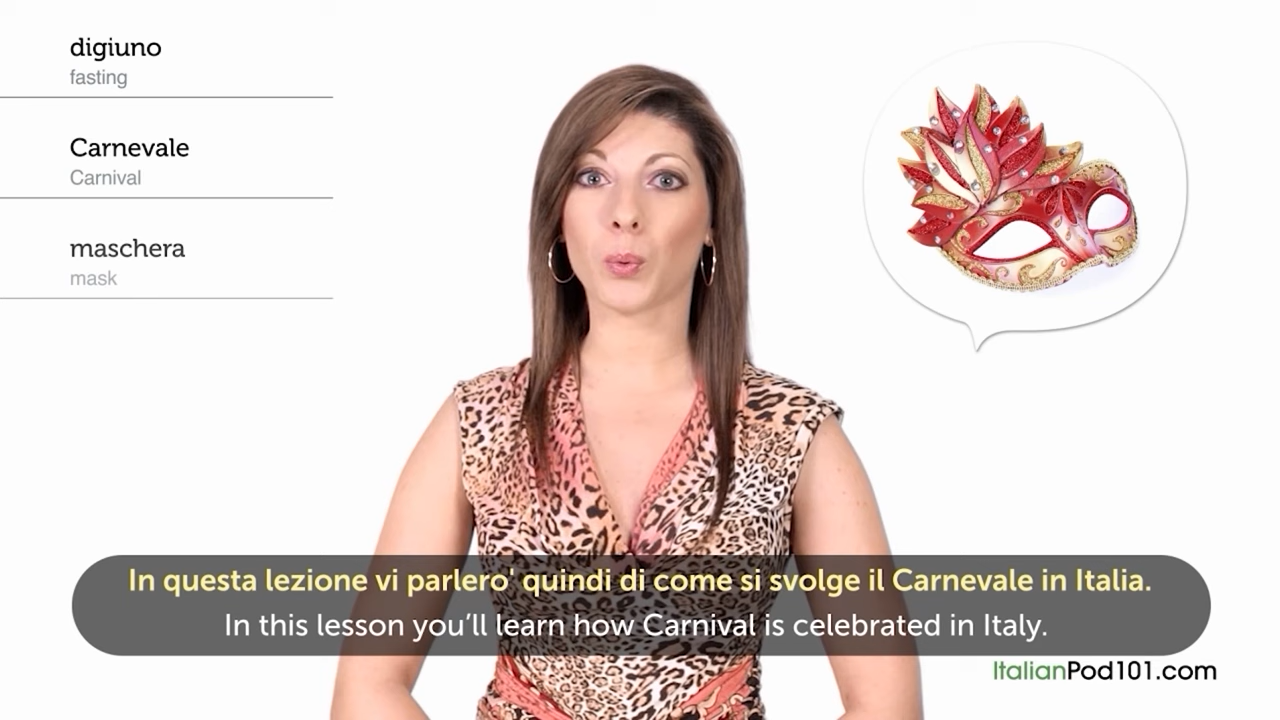 digiuno
fasting
Carnevale
Carnival
maschera
mask
In questa lezione vi parlero' quindi di come si svolge il Carnevale in Italia.
In this lesson you’ll learn how Carnival is celebrated in Italy.
ItalianPod101.com